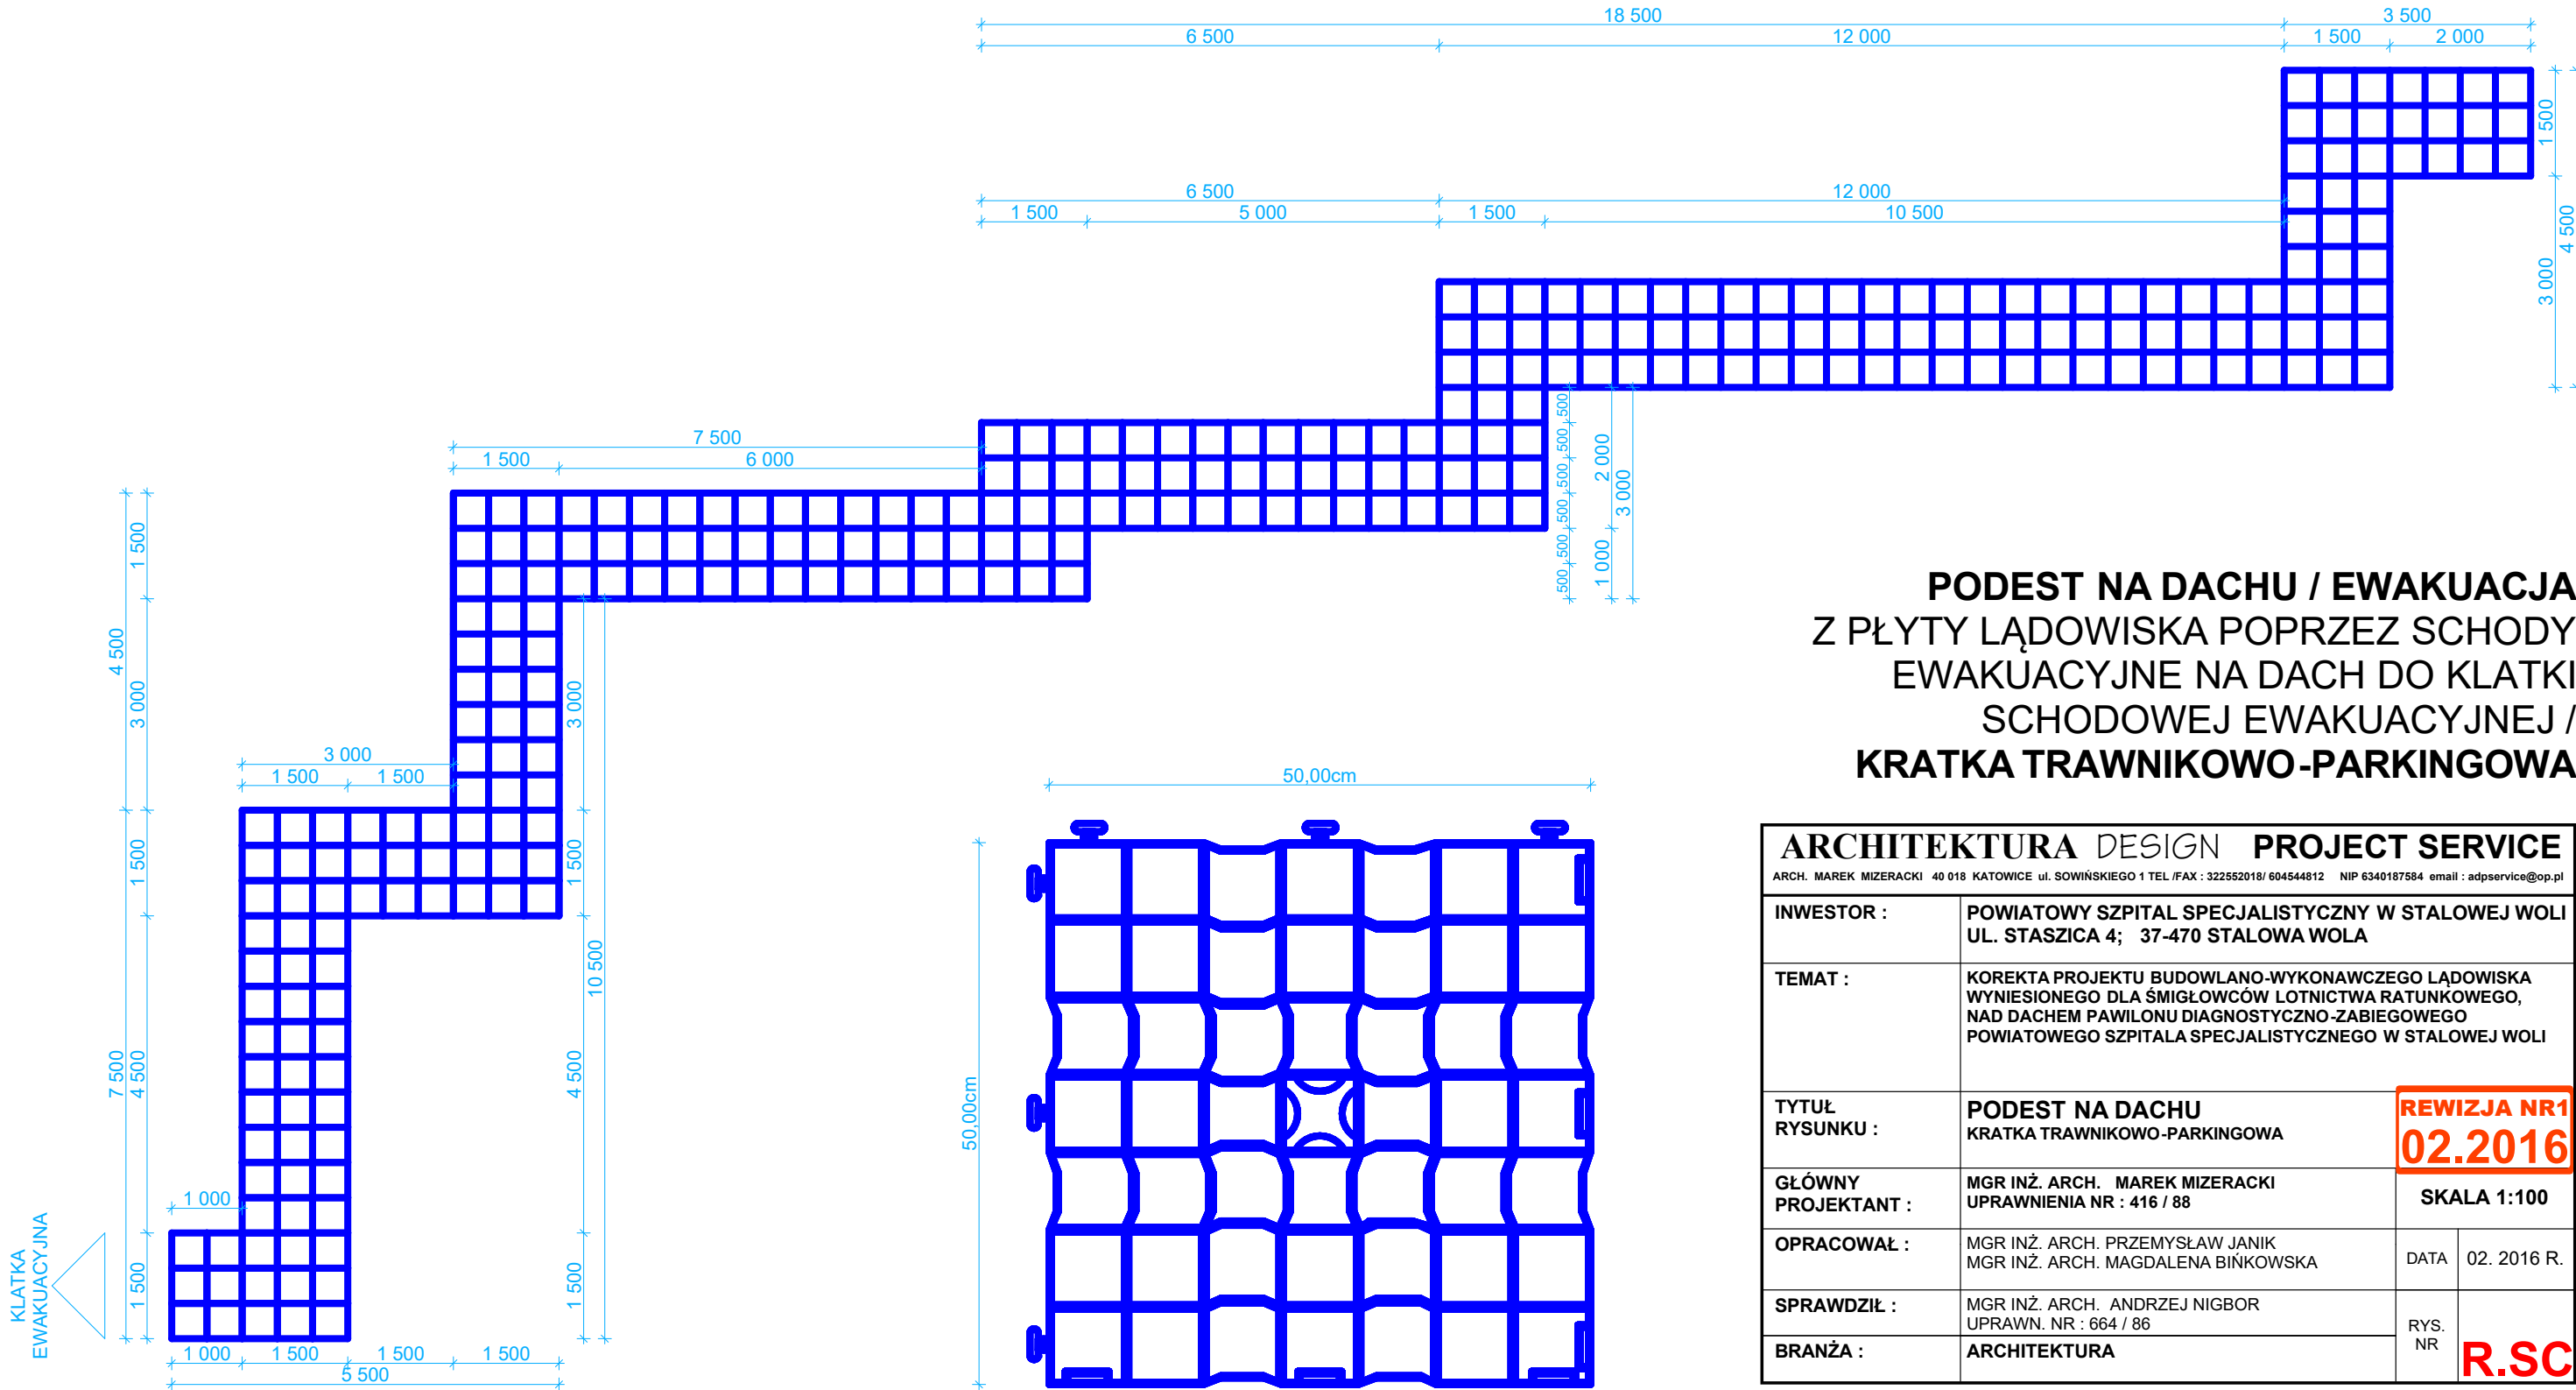 18 500
3 500
6 500
12 000
1 500
2 000
1 500
4 500
3 000
6 500
12 000
1 500
5 000
1 500
10 500
500
500
500
500
500
500
2 000
1 000
3 000
7 500
1 500
6 000
1 500
4 500
3 000
3 000
3 000
1 500
1 500
1 500
1 500
10 500
7 500
4 500
4 500
1 000
1 500
1 500
KLATKA
EWAKUACYJNA
1 000
1 500
1 500
1 500
5 500
50,00cm
50,00cm
PODEST NA DACHU / EWAKUACJA
Z PŁYTY LĄDOWISKA POPRZEZ SCHODY
EWAKUACYJNE NA DACH DO KLATKI
SCHODOWEJ EWAKUACYJNEJ /
KRATKA TRAWNIKOWO-PARKINGOWA
ARCHITEKTURA DESIGN PROJECT SERVICE
ARCH. MAREK MIZERACKI 40 018 KATOWICE ul. SOWIŃSKIEGO 1 TEL /FAX : 322552018/ 604544812 NIP 6340187584 email : adpservice@op.pl
INWESTOR :
POWIATOWY SZPITAL SPECJALISTYCZNY W STALOWEJ WOLI
UL. STASZICA 4; 37-470 STALOWA WOLA
TEMAT :
KOREKTA PROJEKTU BUDOWLANO-WYKONAWCZEGO LĄDOWISKA
WYNIESIONEGO DLA ŚMIGŁOWCÓW LOTNICTWA RATUNKOWEGO,
NAD DACHEM PAWILONU DIAGNOSTYCZNO-ZABIEGOWEGO
POWIATOWEGO SZPITALA SPECJALISTYCZNEGO W STALOWEJ WOLI
TYTUŁ
RYSUNKU :
PODEST NA DACHU
KRATKA TRAWNIKOWO-PARKINGOWA
REWIZJA NR1
02.2016
GŁÓWNY
PROJEKTANT :
MGR INŻ. ARCH. MAREK MIZERACKI
UPRAWNIENIA NR : 416 / 88
SKALA 1:100
OPRACOWAŁ :
MGR INŻ. ARCH. PRZEMYSŁAW JANIK
MGR INŻ. ARCH. MAGDALENA BIŃKOWSKA
DATA
02. 2016 R.
SPRAWDZIŁ :
MGR INŻ. ARCH. ANDRZEJ NIGBOR
UPRAWN. NR : 664 / 86
RYS.
NR
R.SC
BRANŻA :
ARCHITEKTURA